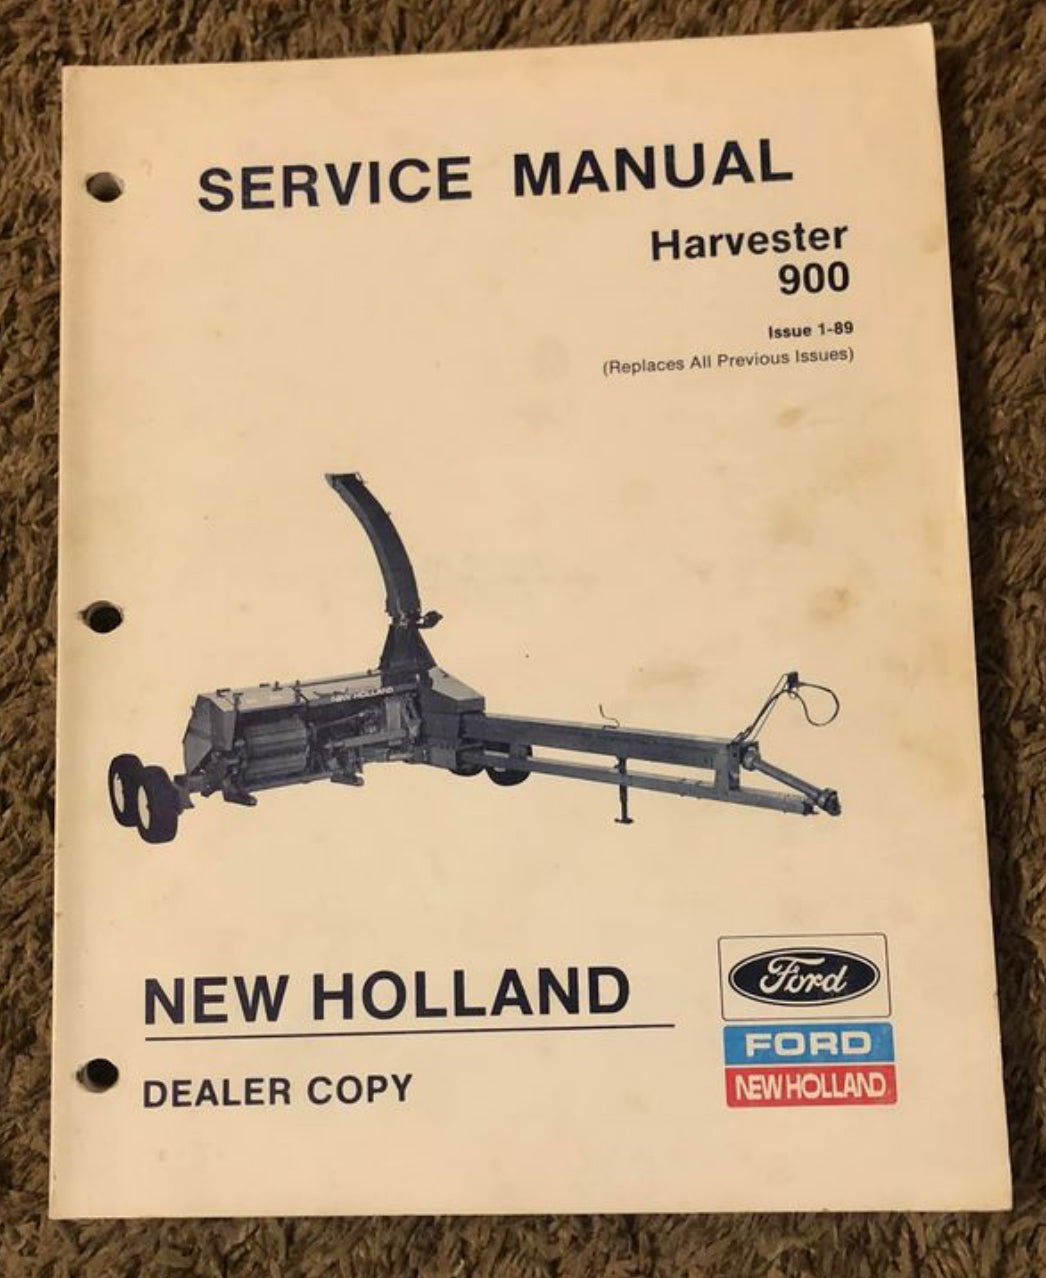 SERVICE MANUAL
Harvester
900
Issue 1-89
(Replaces All Previous Issues)
NEW HOLLAND
NEW HOLLAND
DEALER COPY
Ford
FORD
NEW HOLLAND